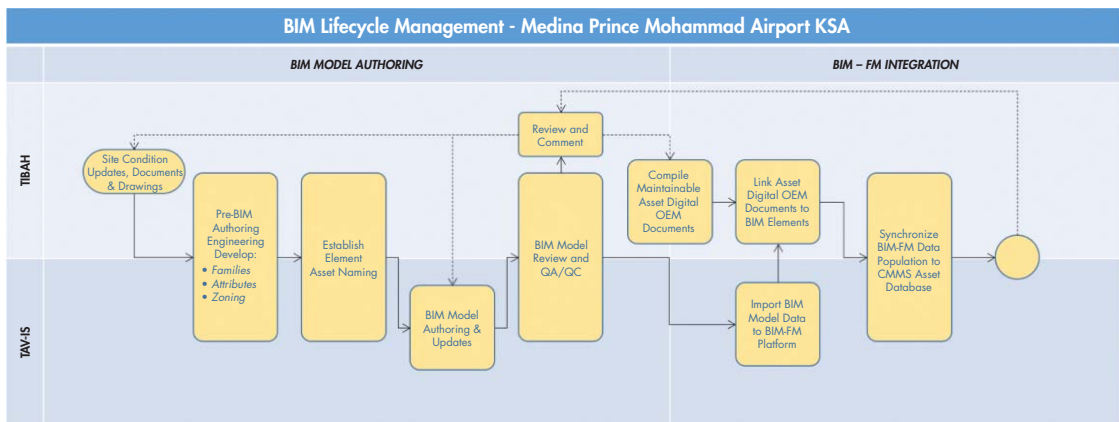 BIM Lifecycle Management - Medina Prince Mohammad Airport KSA
BIM MODEL AUTHORING
BIM – FM INTEGRATION
TIBAH
Site Condition
Updates, Documents
& Drawings
Pre-BIM
Authoring
Engineering
Develop:
• Families
• Attributes
• Zoning
Establish
Element
Asset Naming
BIM Model
Authoring &
Updates
Review and
Comment
BIM Model
Review and
QA/QC
Compile
Maintainable
Asset Digital
OEM
Documents
Link Asset
Digital OEM
Documents to
BIM Elements
Import BIM
Model Data
to BIM-FM
Platform
Synchronize
BIM-FM Data
Population to
CMMS Asset
Database
TAV-IS